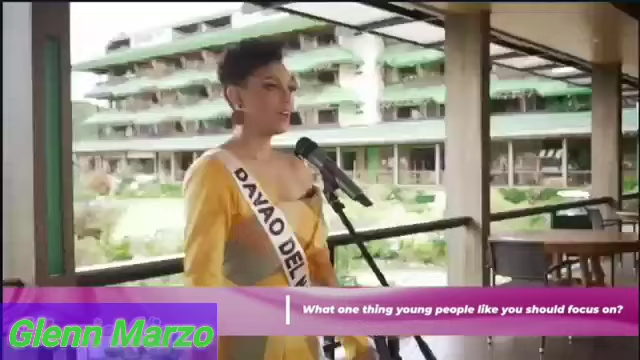 DAVAO DEL
What one thing young people like you should focus on?
Glenn Marzo